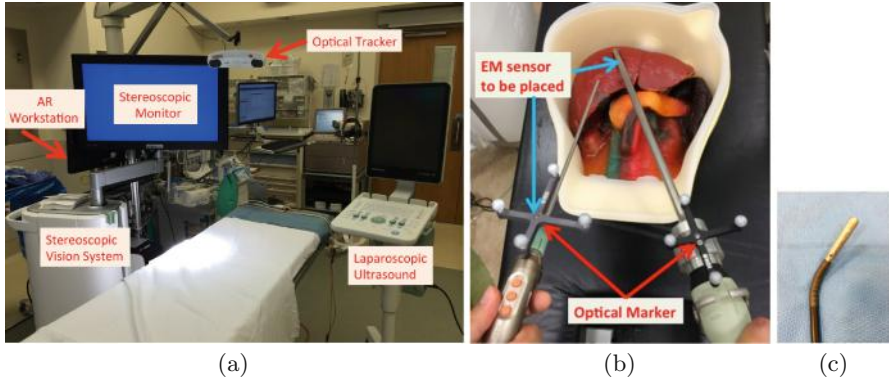 Optical Tracker
AR
Workstation
Stereoscopic
Monitor
Stereoscopic
Vision System
Laparoscopic
Ultrasound
EM sensor
to be placed
Optical Marker
(a)
(b)
(c)